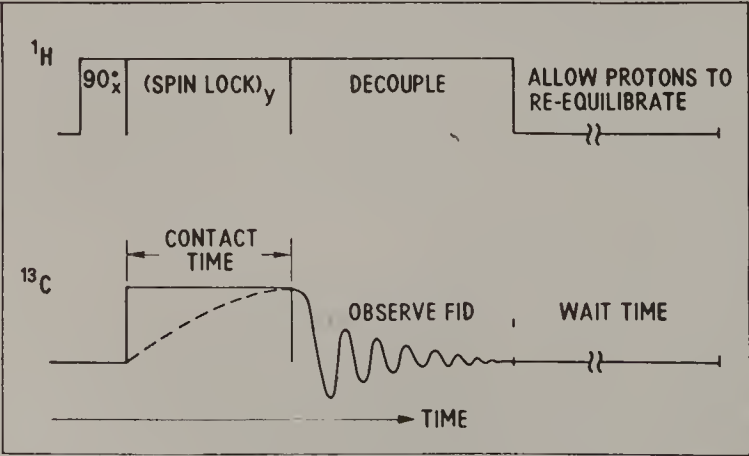 ¹H
90°x
(SPIN LOCK)y
DECOUPLE
ALLOW PROTONS TO
RE-EQUILIBRATE
CONTACT
TIME
¹³C
OBSERVE FID
WAIT TIME
TIME